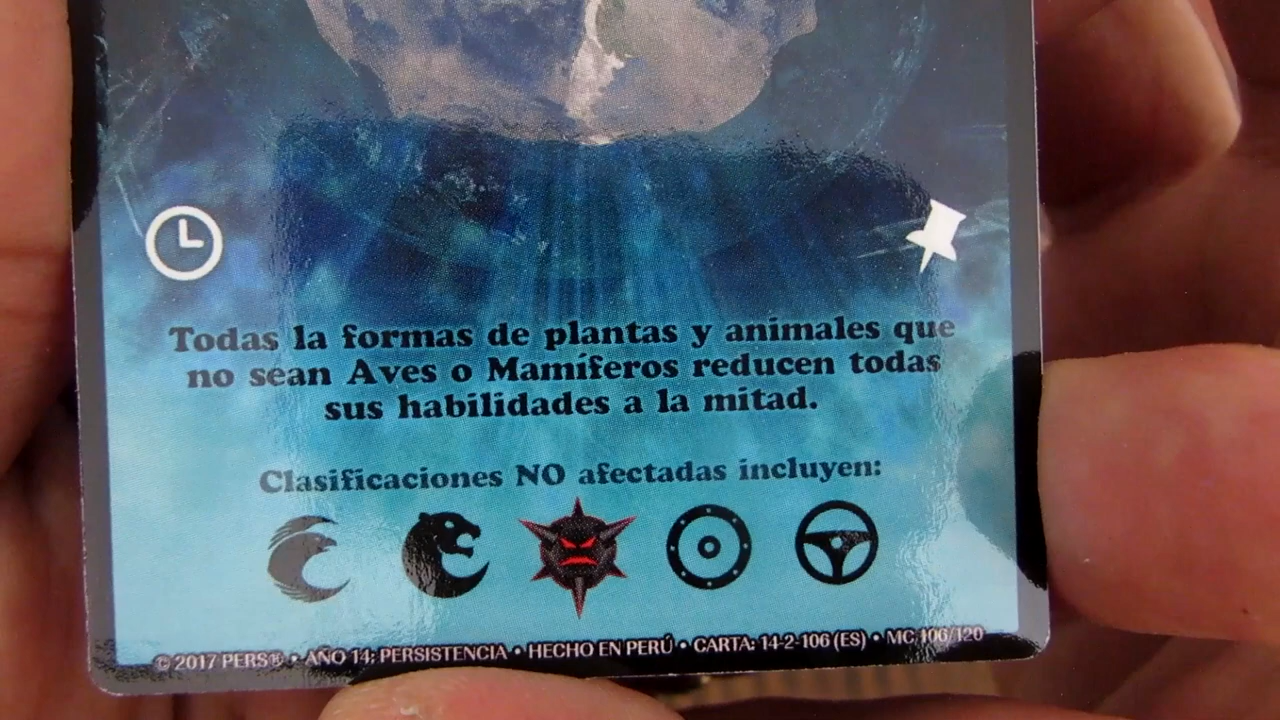 Todas la formas de plantas y animales que
no sean Aves o Mamíferos reducen todas
sus habilidades a la mitad.
Clasificaciones NO afectadas incluyen:
© 2017 PERS® • AÑO 14: PERSISTENCIA • HECHO EN PERÚ • CARTA: 14-2-106 (ES) • MC 106/120